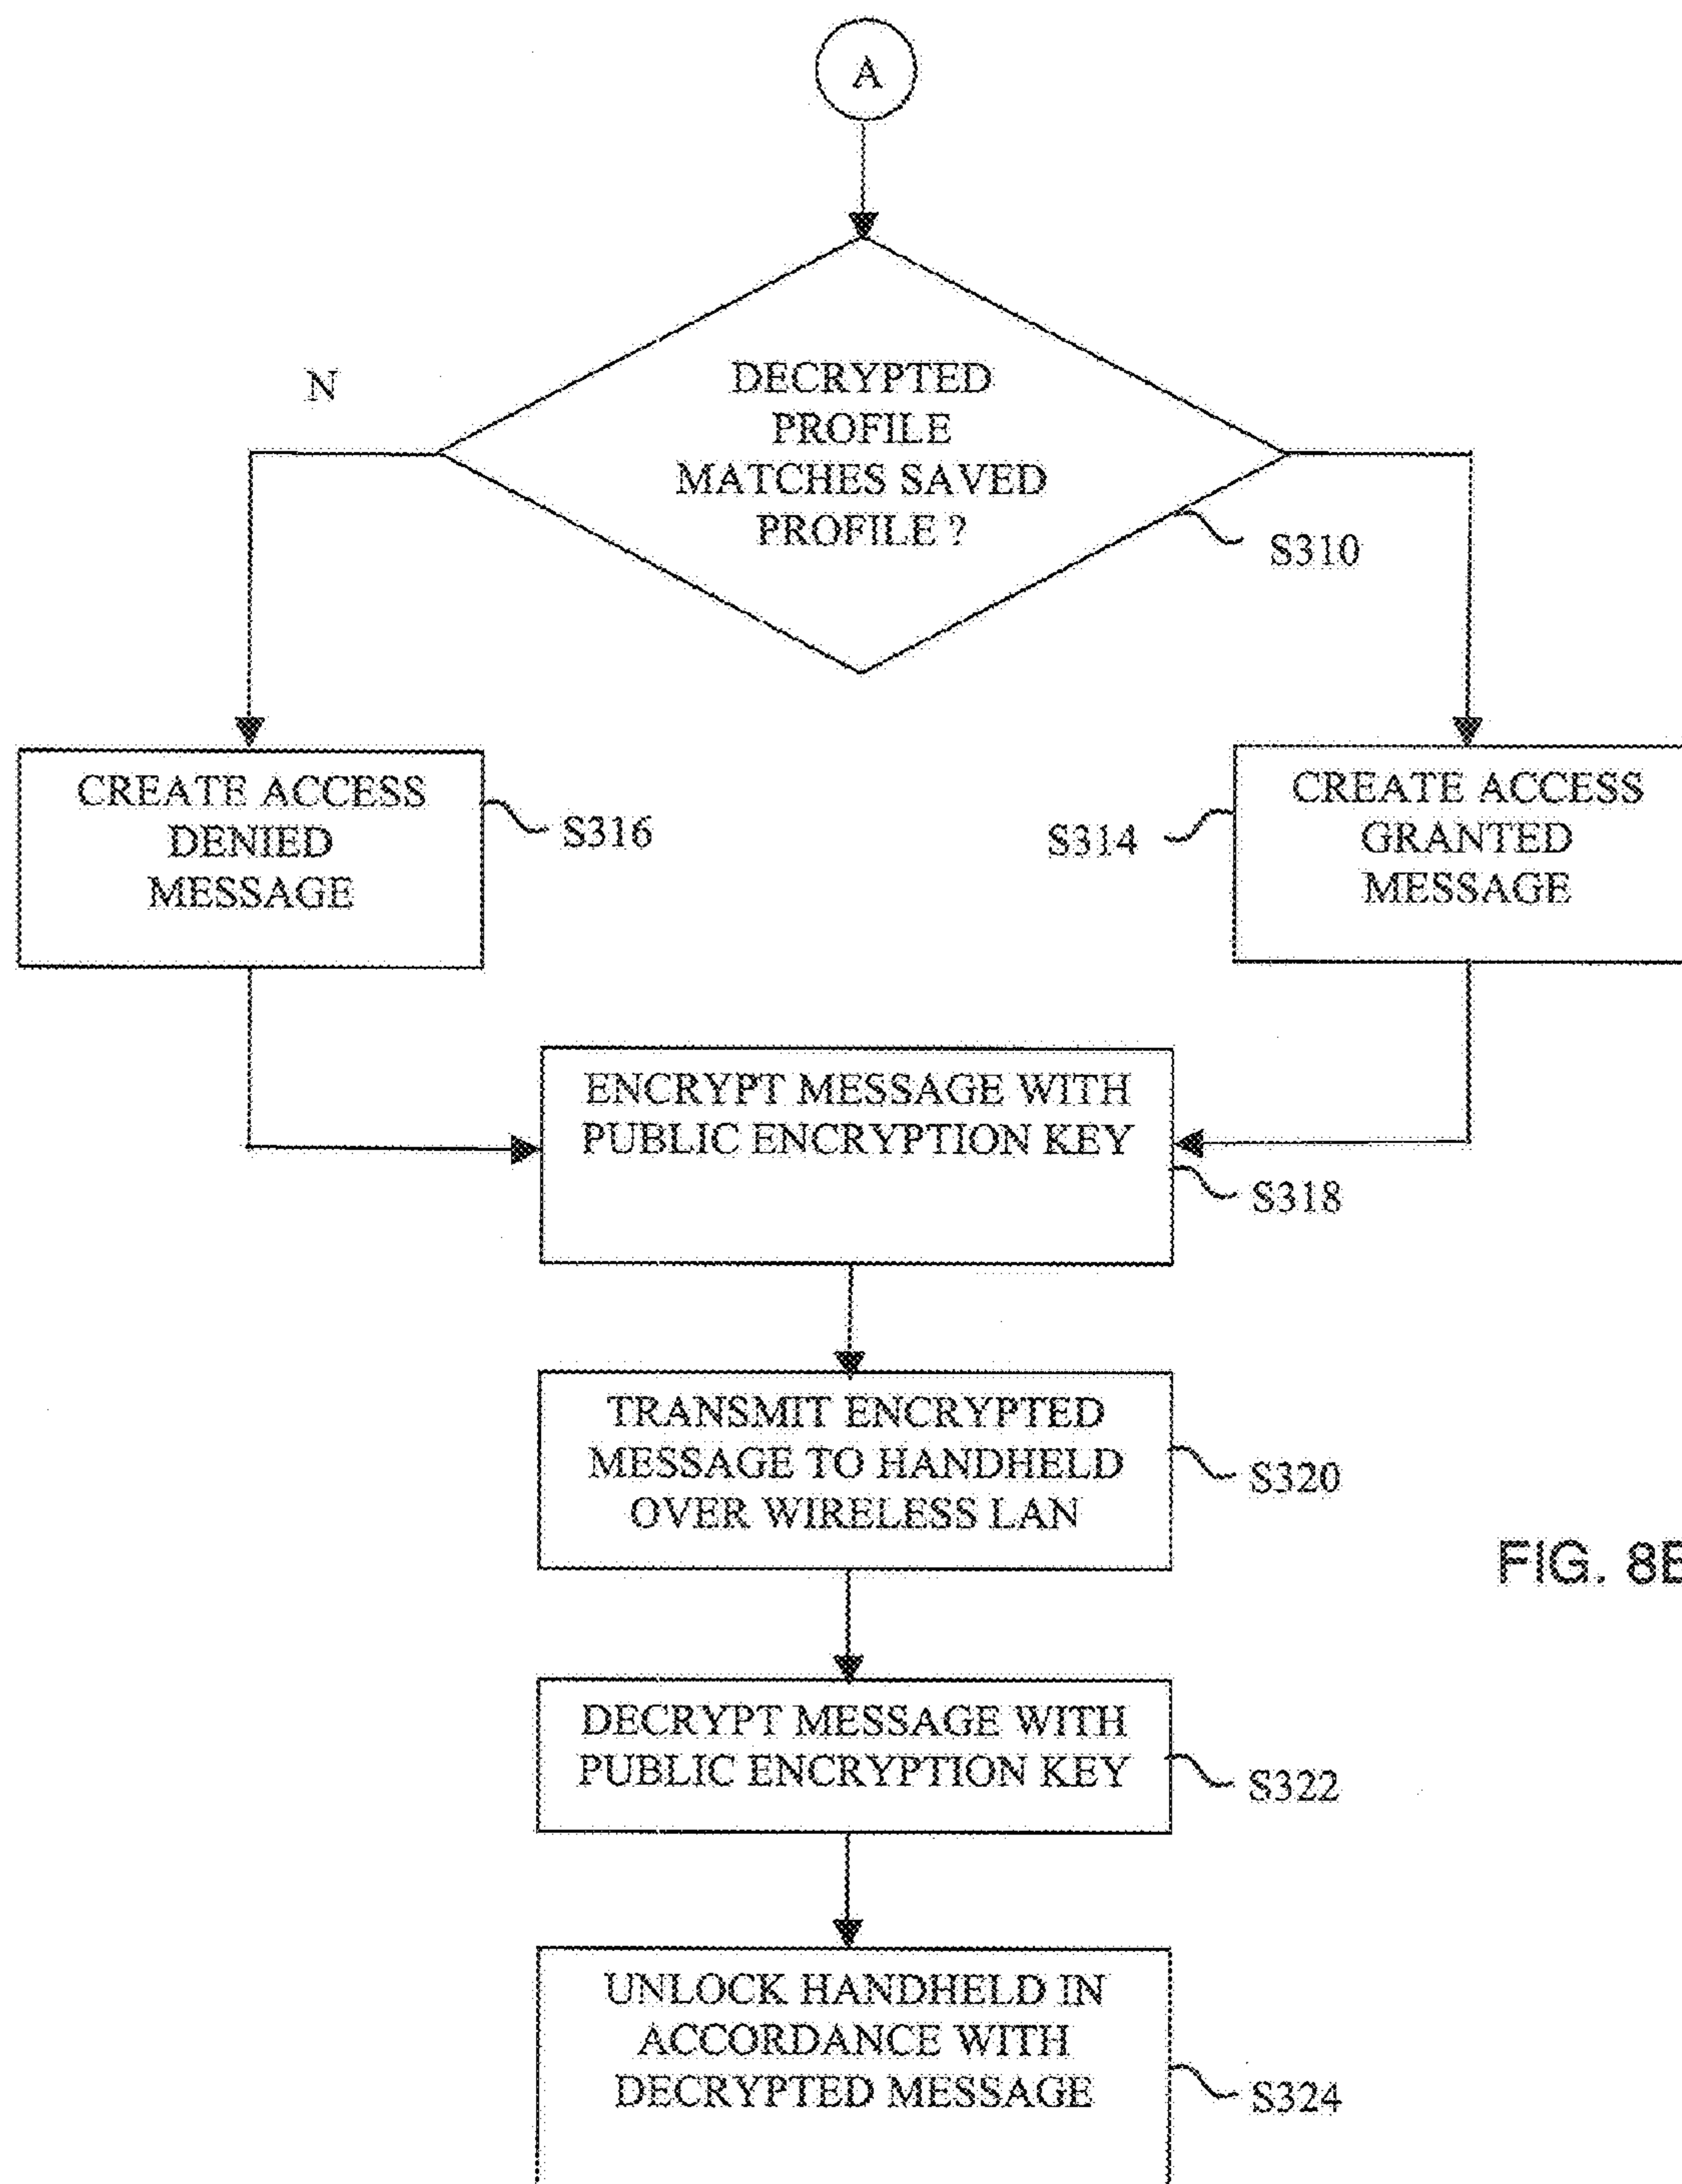 A
N
DECRYPTED
PROFILE
MATCHES SAVED
PROFILE ?
S310
CREATE ACCESS
DENIED
MESSAGE
S316
S314
CREATE ACCESS
GRANTED
MESSAGE
ENCRYPT MESSAGE WITH
PUBLIC ENCRYPTION KEY
S318
TRANSMIT ENCRYPTED
MESSAGE TO HANDHELD
OVER WIRELESS LAN
S320
FIG. 8B
DECRYPT MESSAGE WITH
PUBLIC ENCRYPTION KEY
S322
UNLOCK HANDHELD IN
ACCORDANCE WITH
DECRYPTED MESSAGE
S324